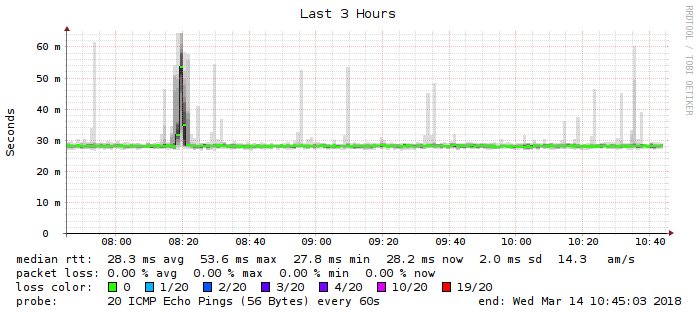 Last 3 Hours
RRDTOOL / TOBI OETIKER
Seconds
60 m
50 m
40 m
30 m
20 m
10 m
0
08:00 08:20 08:40 09:00 09:20 09:40 10:00 10:20 10:40
median rtt: 28.3 ms avg 53.6 ms max 27.8 ms min 28.2 ms now 2.0 ms sd 14.3 am/s
packet loss: 0.00 % avg 0.00 % max 0.00 % min 0.00 % now
loss color: 0 1/20 2/20 3/20 4/20 10/20 19/20
probe: 20 ICMP Echo Pings (56 Bytes) every 60s end: Wed Mar 14 10:45:03 2018